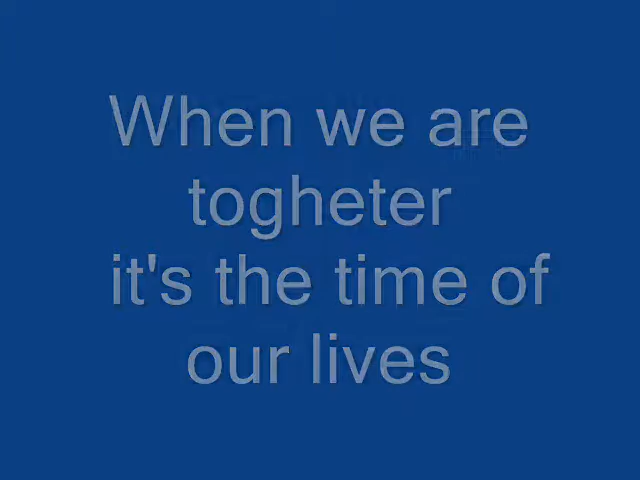 When we are
togheter
it's the time of
our lives